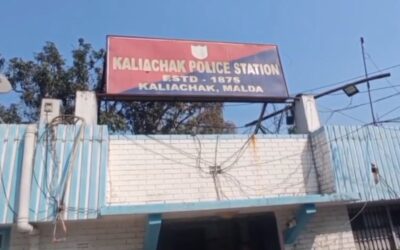 KALIACHAK POLICE STATION
ESTD - 1875
KALIACHAK, MALDA